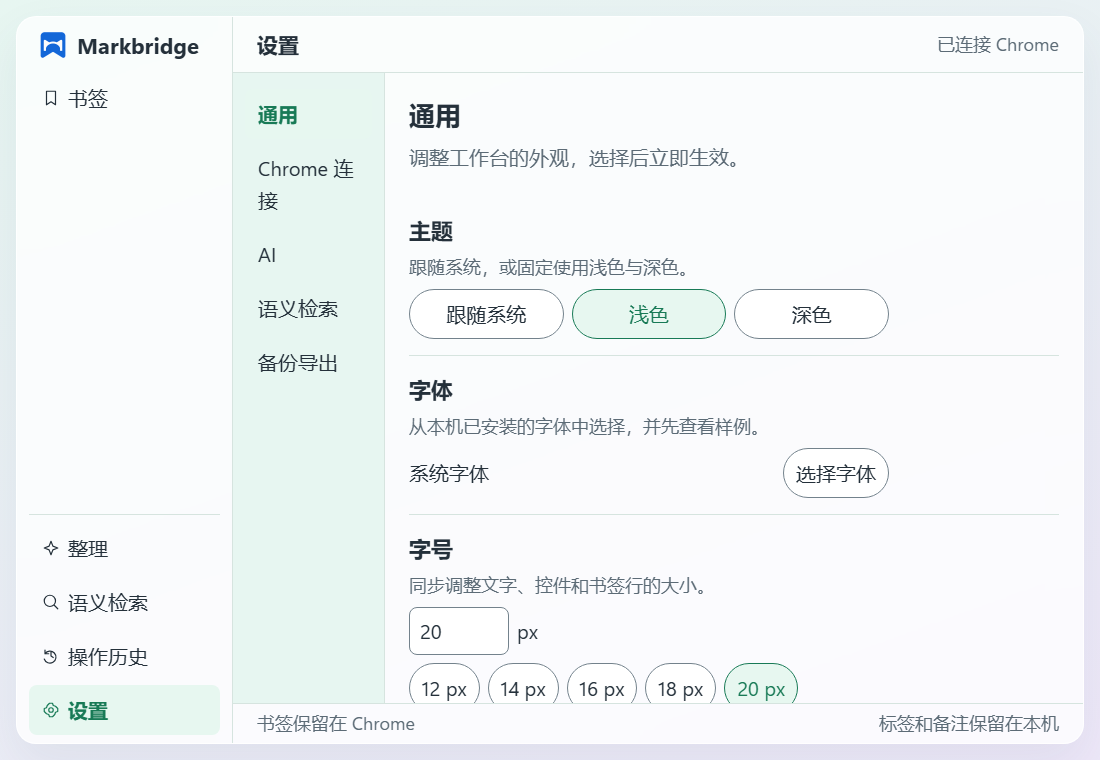 Markbridge
书签
整理
语义检索
操作历史
设置
设置
已连接 Chrome
通用
Chrome 连
接
AI
语义检索
备份导出
通用
调整工作台的外观，选择后立即生效。
主题
跟随系统，或固定使用浅色与深色。
跟随系统 浅色 深色
字体
从本机已安装的字体中选择，并先查看样例。
系统字体 选择字体
字号
同步调整文字、控件和书签行的大小。
20 px
12 px 14 px 16 px 18 px 20 px
书签保留在 Chrome
标签和备注保留在本机